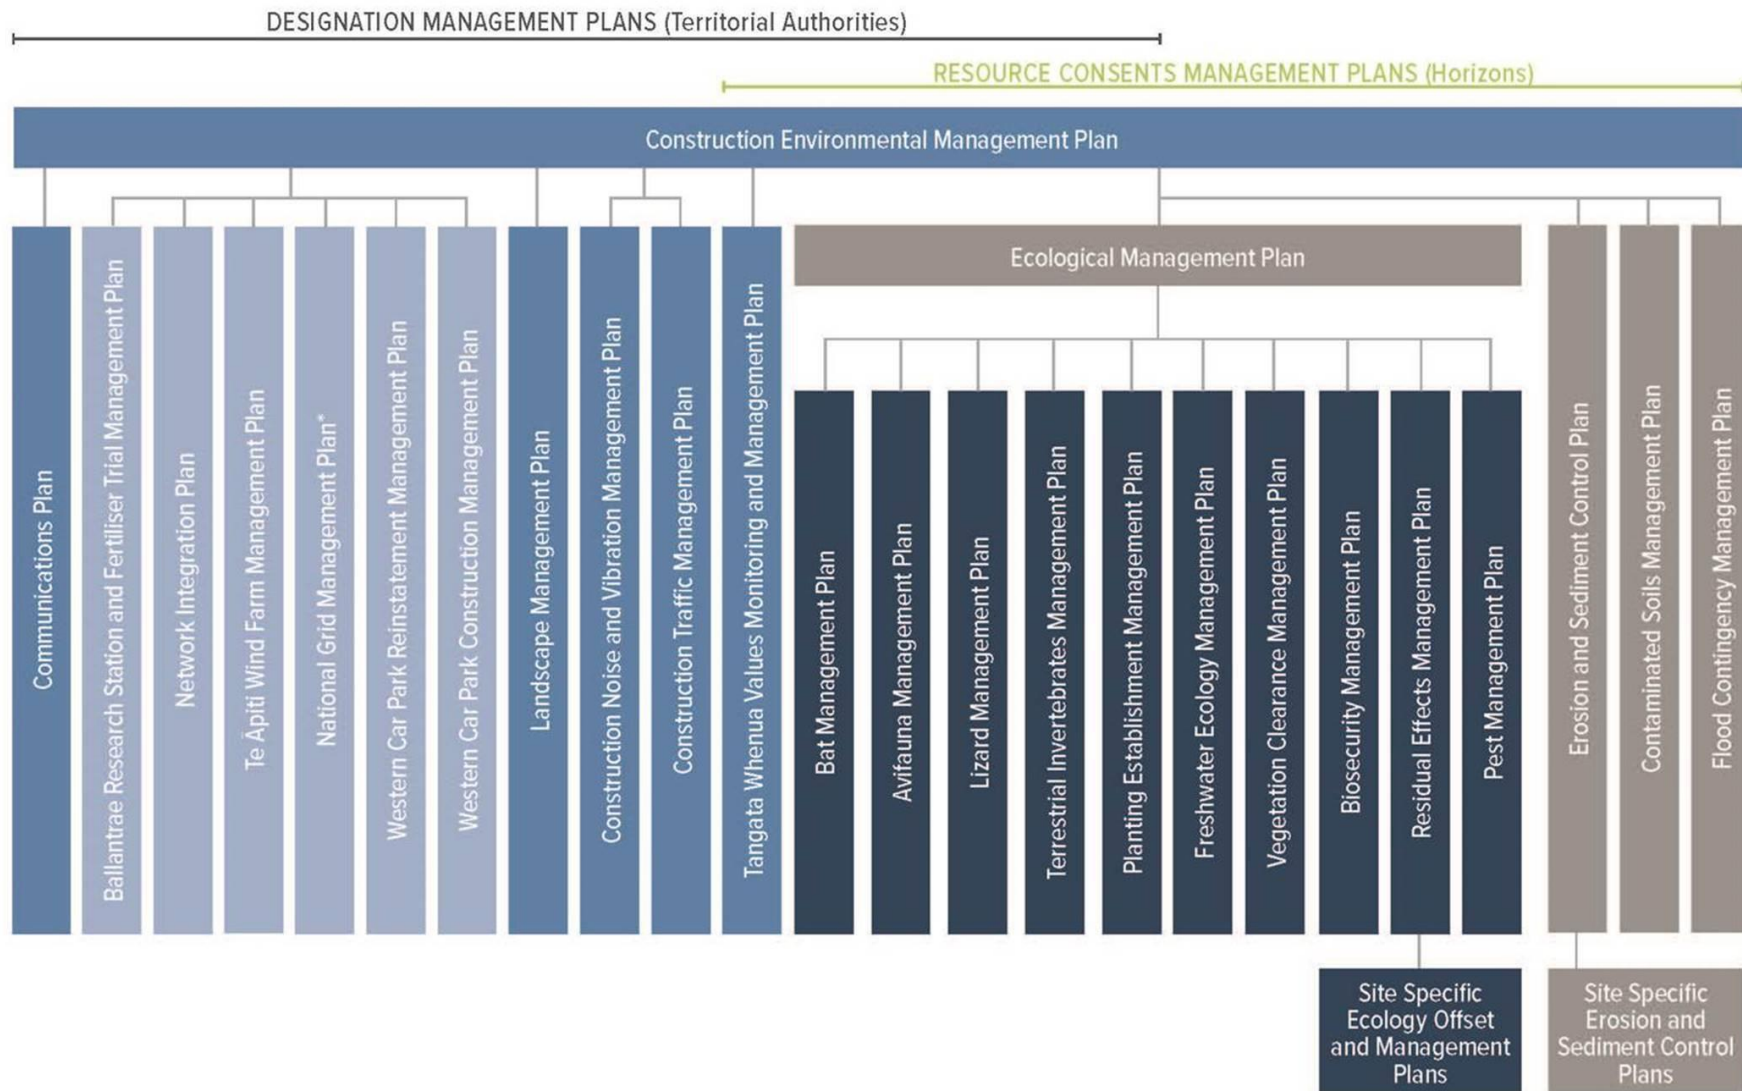 DESIGNATION MANAGEMENT PLANS (Territorial Authorities)
RESOURCE CONSENTS MANAGEMENT PLANS (Horizons)
Construction Environmental Management Plan
Communications Plan
Ballantrae Research Station and Fertiliser Trial Management Plan
Network Integration Plan
Te Āpiti Wind Farm Management Plan
National Grid Management Plan*
Western Car Park Reinstatement Management Plan
Western Car Park Construction Management Plan
Landscape Management Plan
Construction Noise and Vibration Management Plan
Construction Traffic Management Plan
Tangata Whenua Values Monitoring and Management Plan
Ecological Management Plan
Bat Management Plan
Avifauna Management Plan
Lizard Management Plan
Terrestrial Invertebrates Management Plan
Planting Establishment Management Plan
Freshwater Ecology Management Plan
Vegetation Clearance Management Plan
Biosecurity Management Plan
Residual Effects Management Plan
Pest Management Plan
Erosion and Sediment Control Plan
Contaminated Soils Management Plan
Flood Contingency Management Plan
Site Specific
Ecology Offset
and Management
Plans
Site Specific
Erosion and
Sediment Control
Plans